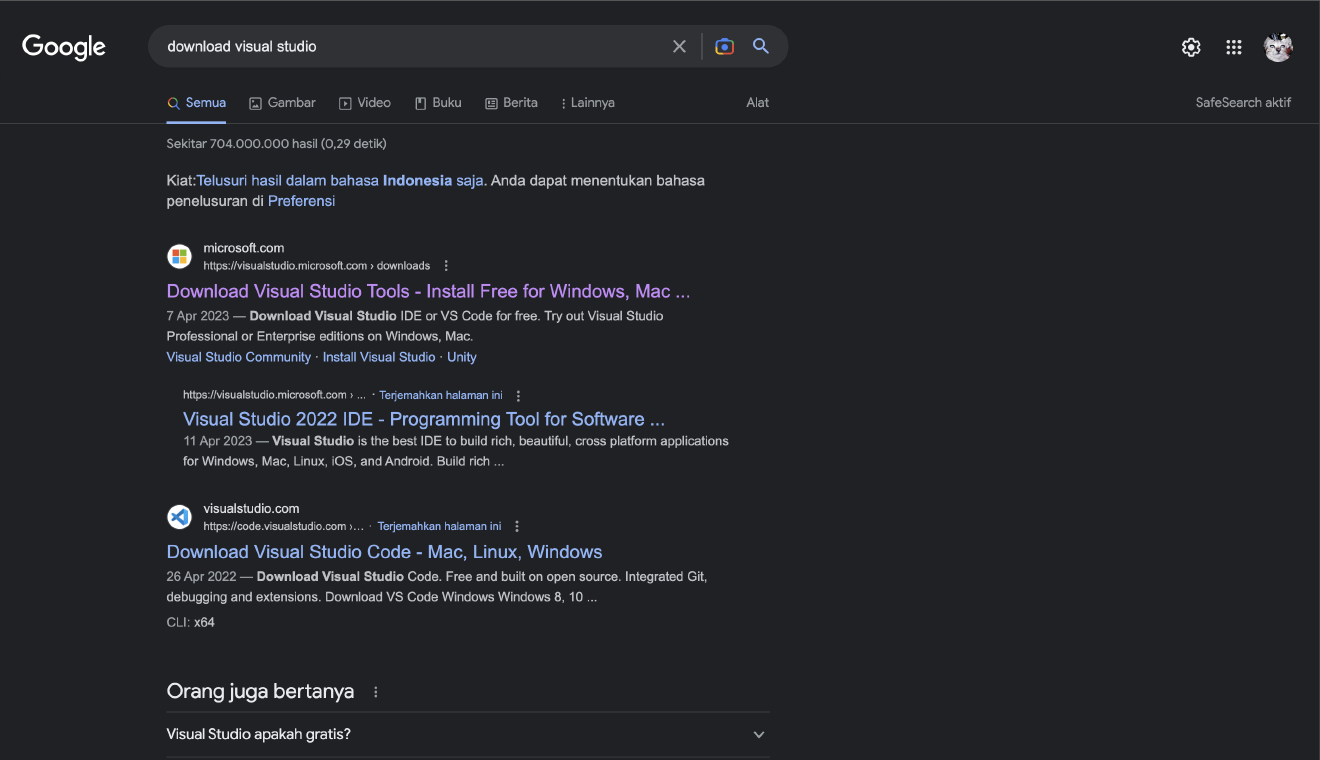 Google
download visual studio
Semua Gambar Video Buku Berita Lainnya Alat SafeSearch aktif
Sekitar 704.000.000 hasil (0,29 detik)
Kiat:Telusuri hasil dalam bahasa Indonesia saja. Anda dapat menentukan bahasa
penelusuran di Preferensi
microsoft.com
https://visualstudio.microsoft.com › downloads
Download Visual Studio Tools - Install Free for Windows, Mac ...
7 Apr 2023 — Download Visual Studio IDE or VS Code for free. Try out Visual Studio
Professional or Enterprise editions on Windows, Mac.
Visual Studio Community · Install Visual Studio · Unity
https://visualstudio.microsoft.com › ... · Terjemahkan halaman ini
Visual Studio 2022 IDE - Programming Tool for Software ...
11 Apr 2023 — Visual Studio is the best IDE to build rich, beautiful, cross platform applications
for Windows, Mac, Linux, iOS, and Android. Build rich ...
visualstudio.com
https://code.visualstudio.com ›... · Terjemahkan halaman ini
Download Visual Studio Code - Mac, Linux, Windows
26 Apr 2022 — Download Visual Studio Code. Free and built on open source. Integrated Git,
debugging and extensions. Download VS Code Windows Windows 8, 10 ...
CLI: x64
Orang juga bertanya
Visual Studio apakah gratis?